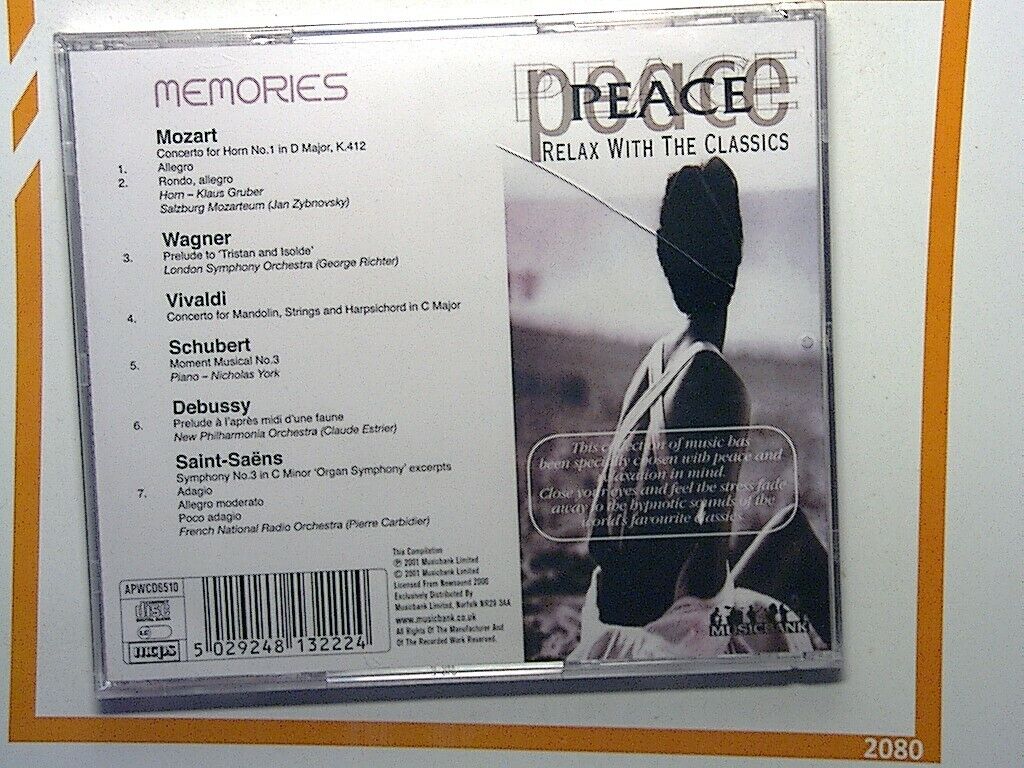 MEMORIES
Mozart
Concerto for Horn No.1 in D Major, K.412
1. Allegro
2. Rondo, allegro
Horn – Klaus Gruber
Salzburg Mozarteum (Jan Zybnovsky)
Wagner
3. Prelude to 'Tristan and Isolde'
London Symphony Orchestra (George Richter)
Vivaldi
4. Concerto for Mandolin, Strings and Harpsichord in C Major
Schubert
5. Moment Musical No.3
Piano – Nicholas York
Debussy
6. Prelude à l'après midi d'une faune
New Philharmonia Orchestra (Claude Estrier)
Saint-Saëns
Symphony No.3 in C Minor 'Organ Symphony' excerpts
7. Adagio
Allegro moderato
Poco adagio
French National Radio Orchestra (Pierre Carbidier)
APWCD6510
disc
mcps
5 029248 132224
This Compilation
℗ 2001 Musicbank Limited
© 2001 Musicbank Limited
Licensed From Newsound 2000
Exclusively Distributed By
Musicbank Limited, Norfolk NR29 3AA
www.musicbank.co.uk
All Rights Of The Manufacturer And
Of The Recorded Work Reserved.
peace
PEACE
PEACE
RELAX WITH THE CLASSICS
This collection of music has
been specially chosen with peace and
relaxation in mind.
Close your eyes and feel the stress fade
away to the hypnotic sounds of the
world's favourite classics.
MUSICBANK
2080